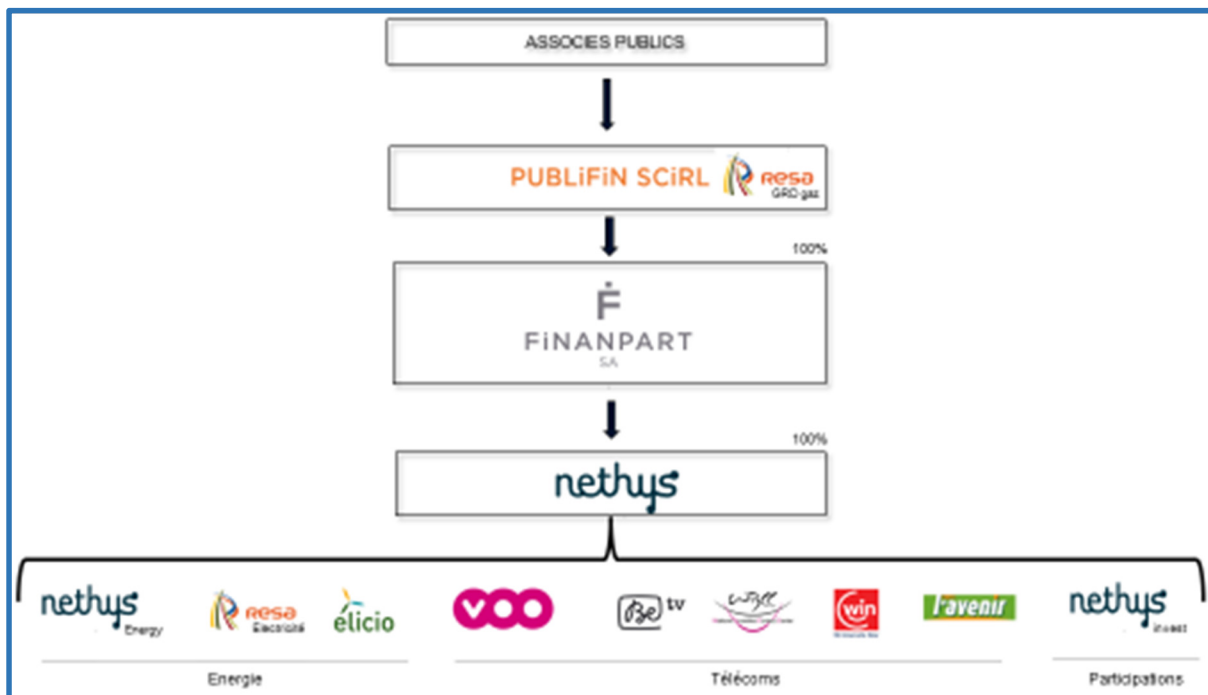 ASSOCIES PUBLICS
PUBLiFiN SCiRL
Resa
GRD gaz
100%
FiNANPART
SA
100%
nethys
nethys
Energy
Resa
Electricité
elicio
VOO
Be tv
win
l'avenir
nethys
invest
Energie
Télécoms
Participations